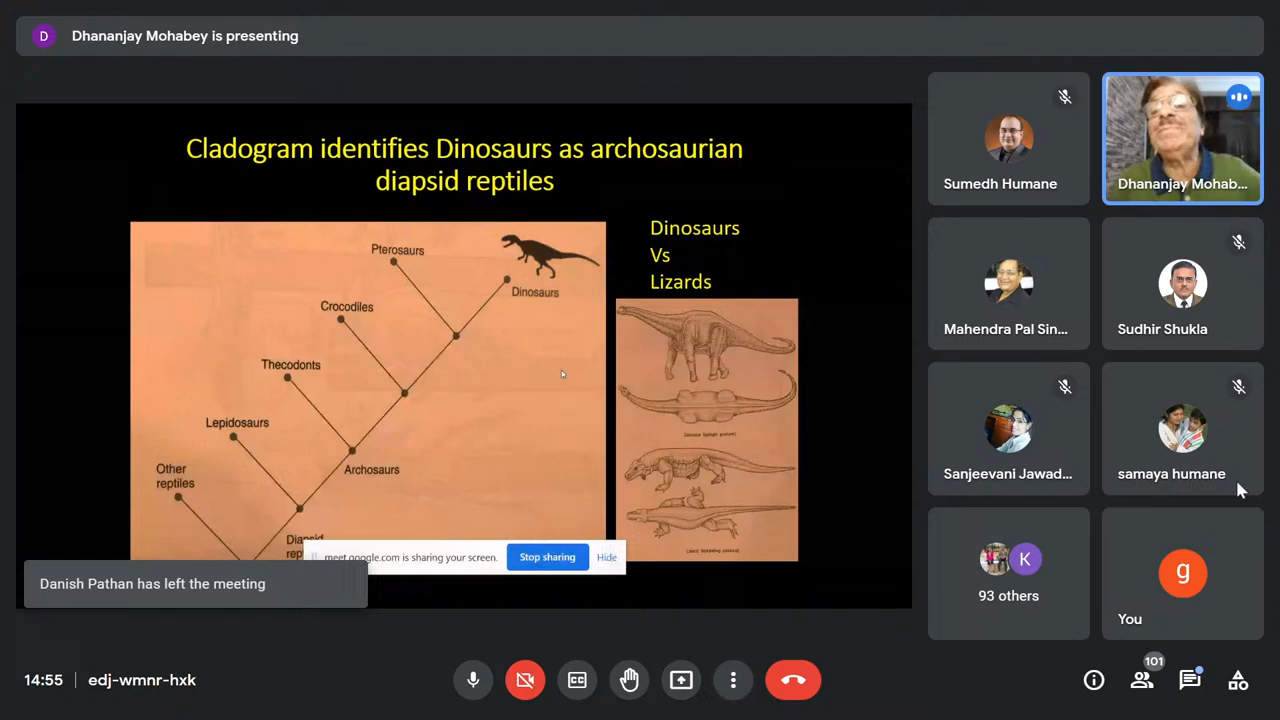 D
Dhananjay Mohabey is presenting
Cladogram identifies Dinosaurs as archosaurian
diapsid reptiles
Dinosaurs
Vs
Lizards
Pterosaurs
Dinosaurs
Crocodiles
Thecodonts
Lepidosaurs
Archosaurs
Other
reptiles
meet.google.com is sharing your screen.
Stop sharing
Hide
Danish Pathan has left the meeting
Sumedh Humane
Dhananjay Mohab...
Mahendra Pal Sin...
Sudhir Shukla
Sanjeevani Jawad...
samaya humane
K
93 others
g
You
14:55
edj-wmnr-hxk
101